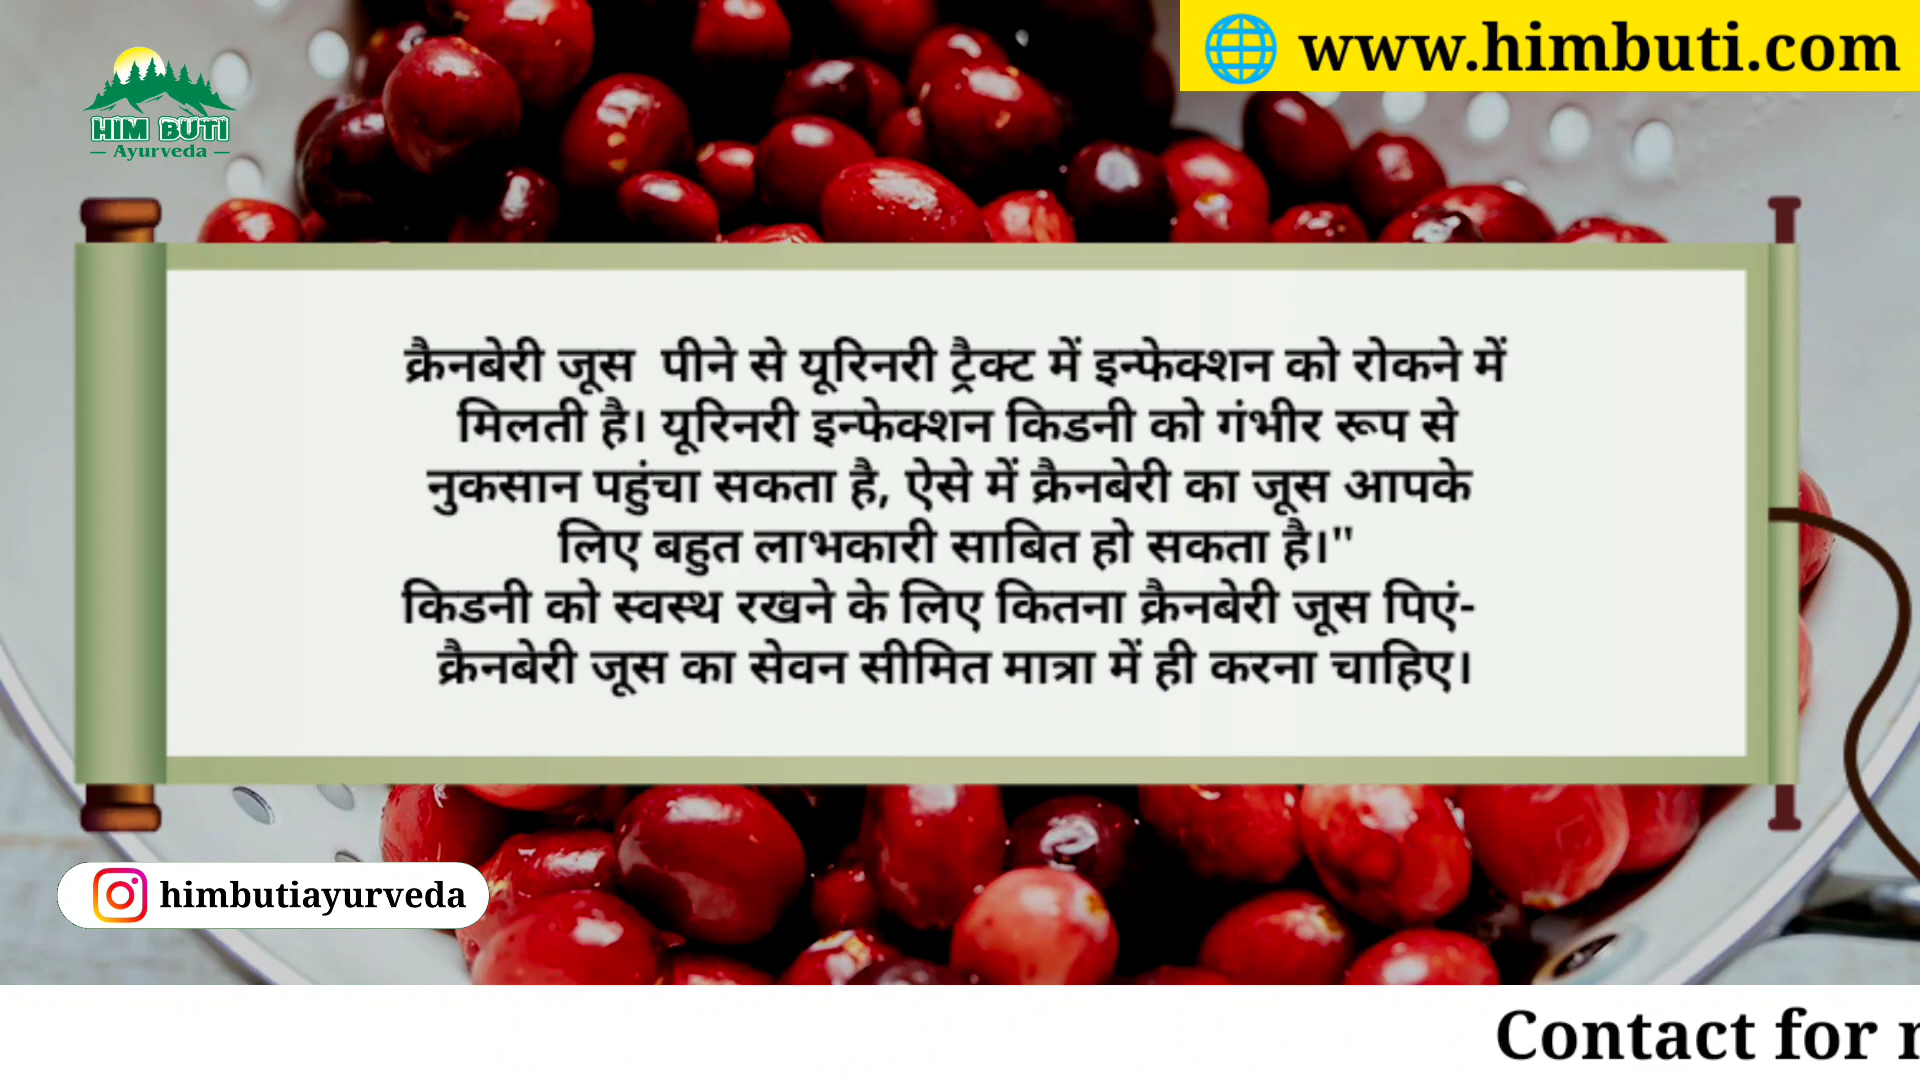 www.himbuti.com
HIM BUTI
Ayurveda
क्रैनबेरी जूस पीने से यूरिनरी ट्रैक्ट में इन्फेक्शन को रोकने में
मिलती है। यूरिनरी इन्फेक्शन किडनी को गंभीर रूप से
नुकसान पहुंचा सकता है, ऐसे में क्रैनबेरी का जूस आपके
लिए बहुत लाभकारी साबित हो सकता है।"
किडनी को स्वस्थ रखने के लिए कितना क्रैनबेरी जूस पिएं-
क्रैनबेरी जूस का सेवन सीमित मात्रा में ही करना चाहिए।
himbutiayurveda
Contact for